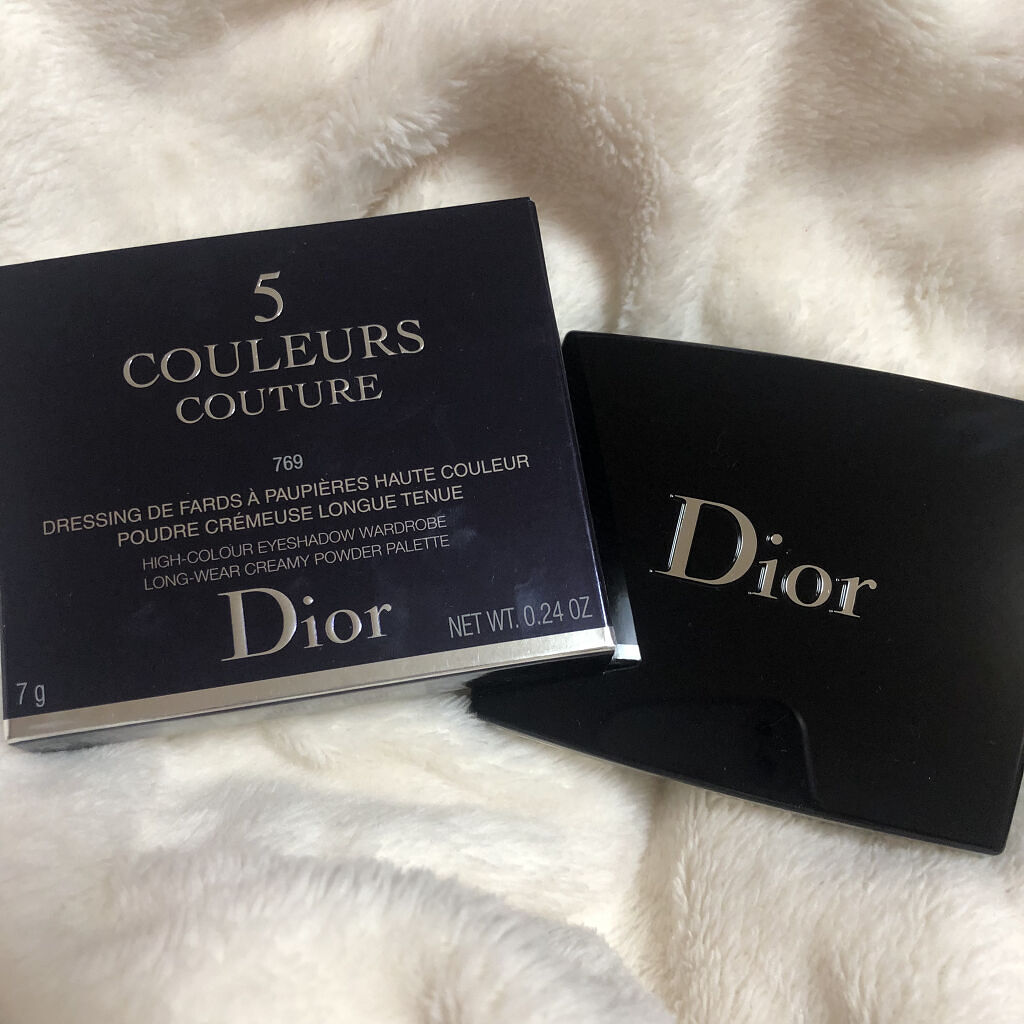 5
COULEURS
COUTURE
769
DRESSING DE FARDS À PAUPIÈRES HAUTE COULEUR
POUDRE CRÉMEUSE LONGUE TENUE
HIGH-COLOUR EYESHADOW WARDROBE
LONG-WEAR CREAMY POWDER PALETTE
Dior
NET WT. 0.24 OZ
7 g
Dior